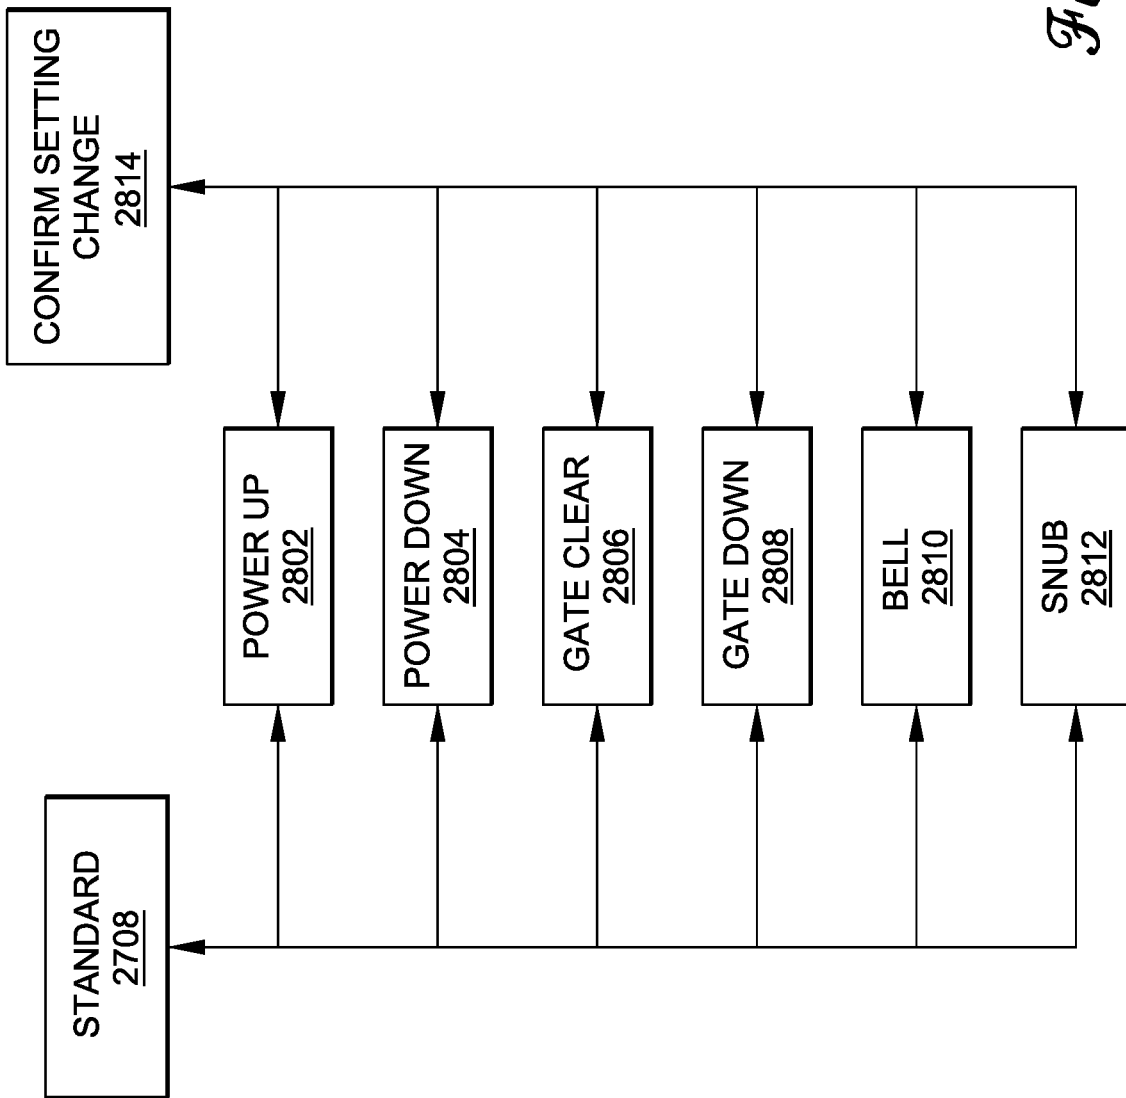 STANDARD
2708
CONFIRM SETTING
CHANGE
2814
POWER UP
2802
POWER DOWN
2804
GATE CLEAR
2806
GATE DOWN
2808
BELL
2810
SNUB
2812